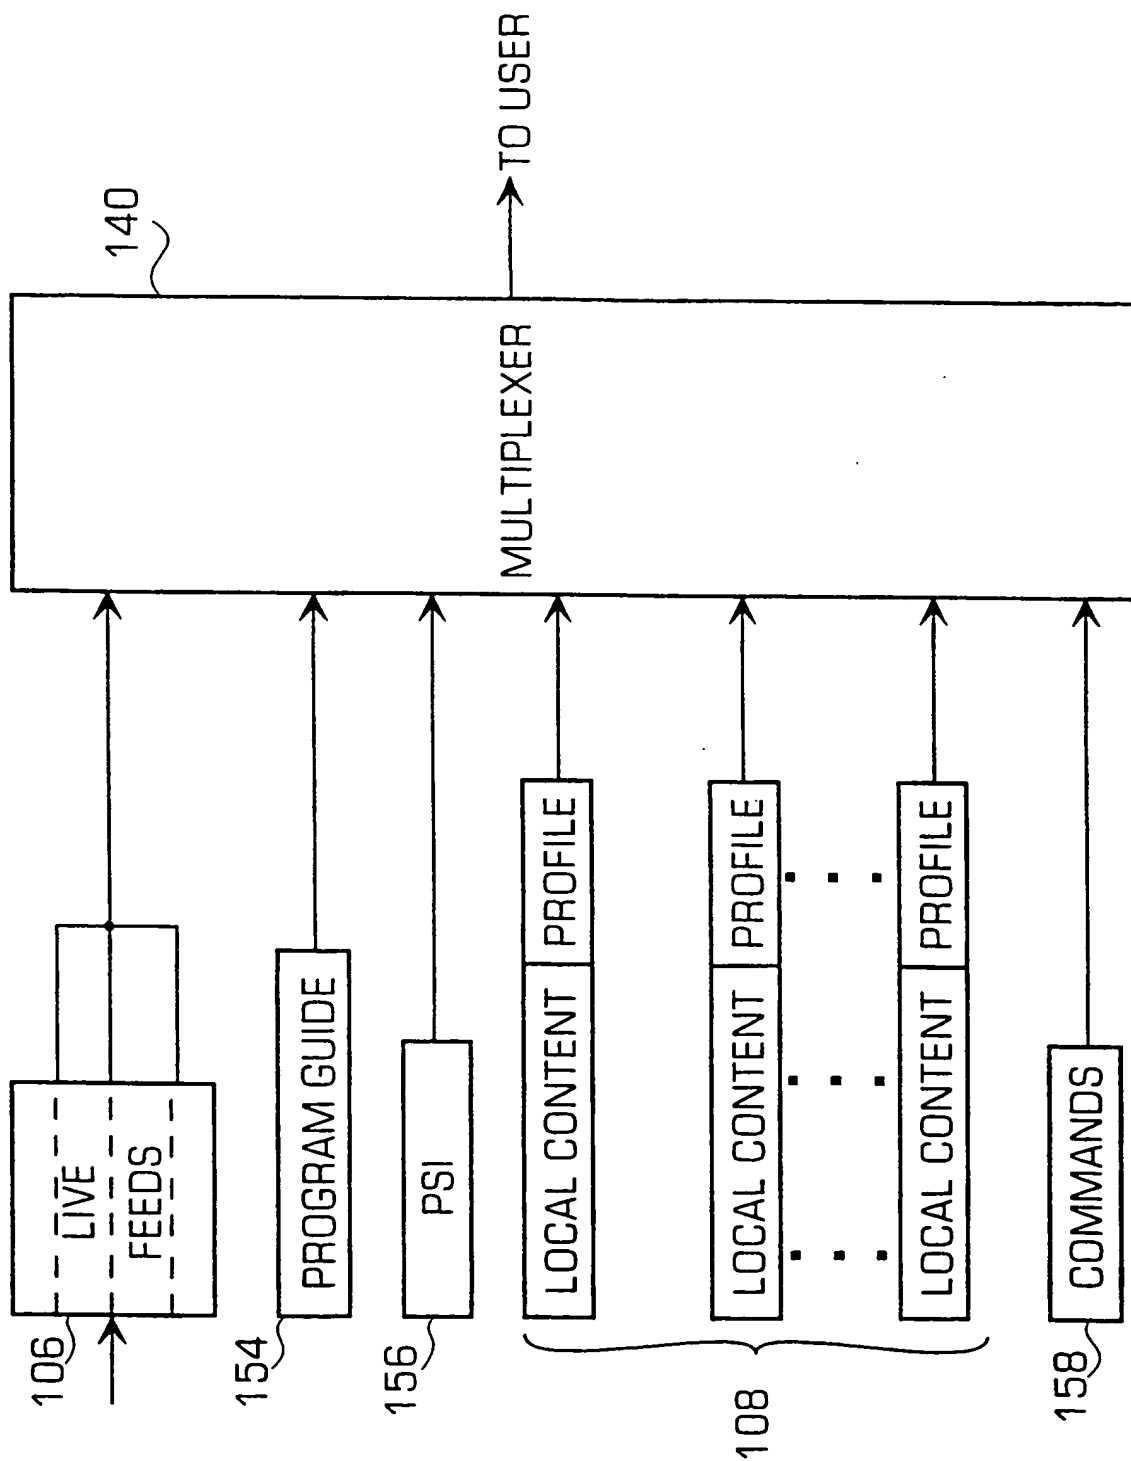 106
LIVE
FEEDS
154
PROGRAM GUIDE
156
PSI
108
LOCAL CONTENT PROFILE
LOCAL CONTENT PROFILE
LOCAL CONTENT PROFILE
158
COMMANDS
MULTIPLEXER
140
TO USER